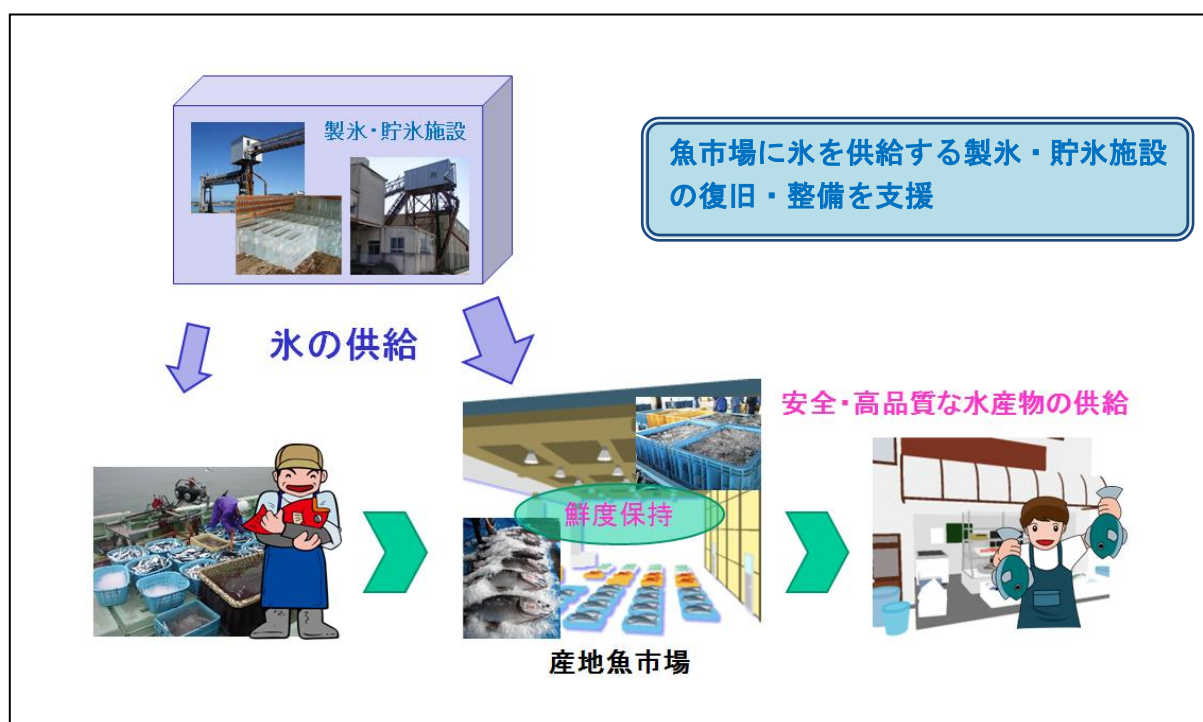 製氷・貯氷施設
魚市場に氷を供給する製氷・貯氷施設
の復旧・整備を支援
氷の供給
安全・高品質な水産物の供給
鮮度保持
産地魚市場